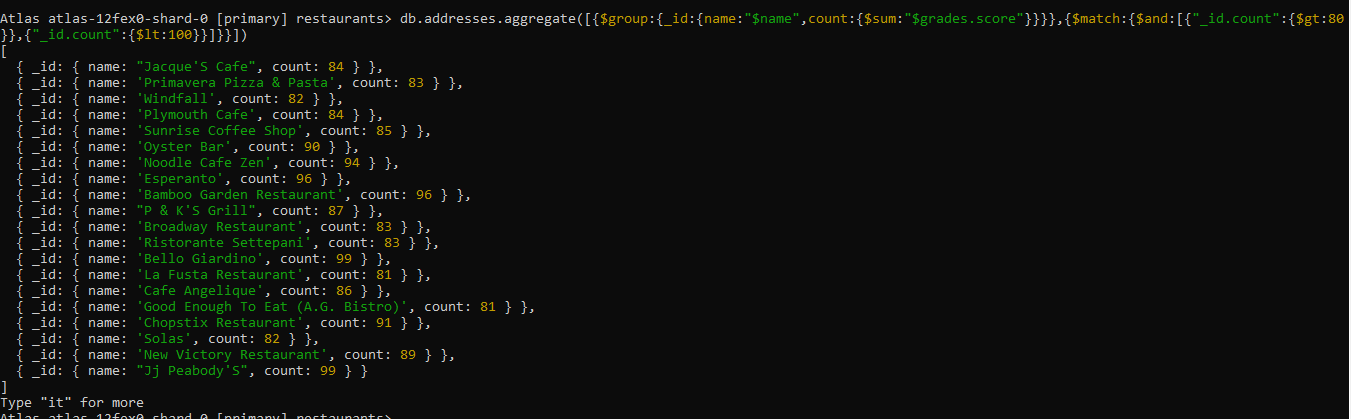 Atlas atlas-12fex0-shard-0 [primary] restaurants> db.addresses.aggregate([{$group:{_id:{name:"$name",count:{$sum:"$grades.score"}}}},{$match:{$and:[{"_id.count":{$gt:80
}},{"_id.count":{$lt:100}}]}}])
[
  { _id: { name: "Jacque'S Cafe", count: 84 } },
  { _id: { name: 'Primavera Pizza & Pasta', count: 83 } },
  { _id: { name: 'Windfall', count: 82 } },
  { _id: { name: 'Plymouth Cafe', count: 84 } },
  { _id: { name: 'Sunrise Coffee Shop', count: 85 } },
  { _id: { name: 'Oyster Bar', count: 90 } },
  { _id: { name: 'Noodle Cafe Zen', count: 94 } },
  { _id: { name: 'Esperanto', count: 96 } },
  { _id: { name: 'Bamboo Garden Restaurant', count: 96 } },
  { _id: { name: "P & K'S Grill", count: 87 } },
  { _id: { name: 'Broadway Restaurant', count: 83 } },
  { _id: { name: 'Ristorante Settepani', count: 83 } },
  { _id: { name: 'Bello Giardino', count: 99 } },
  { _id: { name: 'La Fusta Restaurant', count: 81 } },
  { _id: { name: 'Cafe Angelique', count: 86 } },
  { _id: { name: 'Good Enough To Eat (A.G. Bistro)', count: 81 } },
  { _id: { name: 'Chopstix Restaurant', count: 91 } },
  { _id: { name: 'Solas', count: 82 } },
  { _id: { name: 'New Victory Restaurant', count: 89 } },
  { _id: { name: "Jj Peabody'S", count: 99 } }
]
Type "it" for more
Atlas atlas-12fex0-shard-0 [primary] restaurants>